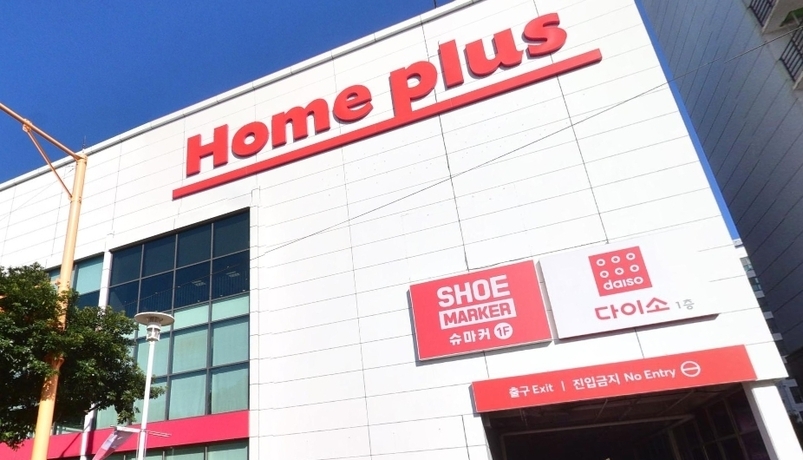 Home plus
SHOE
MARKER
슈마커 1F
daiso
다이소 1층
출구 Exit | 진입금지 No Entry